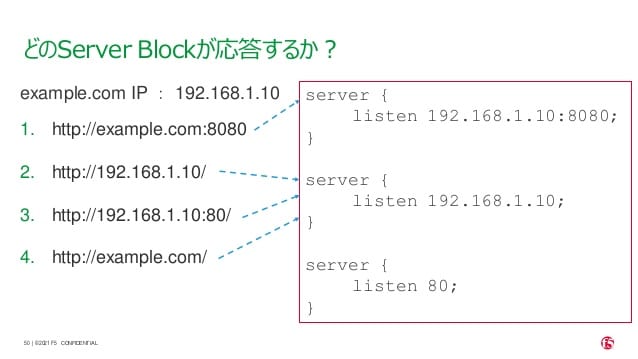 どのServer Blockが応答するか？
example.com IP ： 192.168.1.10
1. http://example.com:8080
2. http://192.168.1.10/
3. http://192.168.1.10:80/
4. http://example.com/
server {
listen 192.168.1.10:8080;
}
server {
listen 192.168.1.10;
}
server {
listen 80;
}
50 | ©2021 F5 CONFIDENTIAL
f5